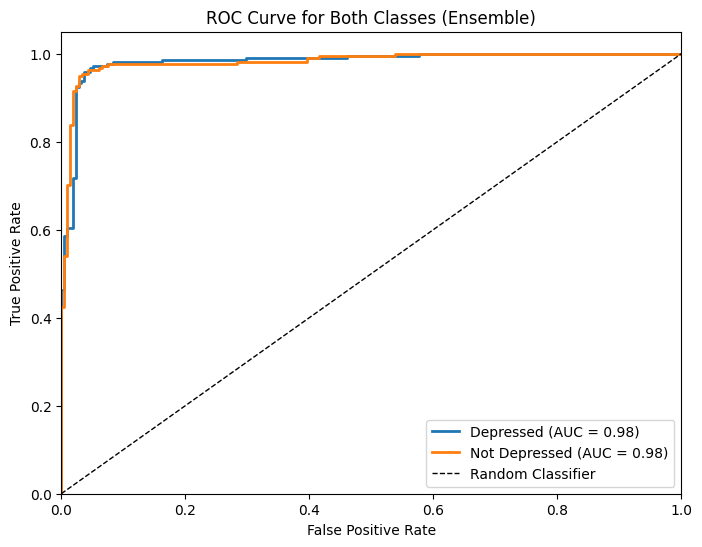 ROC Curve for Both Classes (Ensemble)
1.0
0.8
0.6
0.4
0.2
0.0
True Positive Rate
Depressed (AUC = 0.98)
Not Depressed (AUC = 0.98)
Random Classifier
0.0 0.2 0.4 0.6 0.8 1.0
False Positive Rate